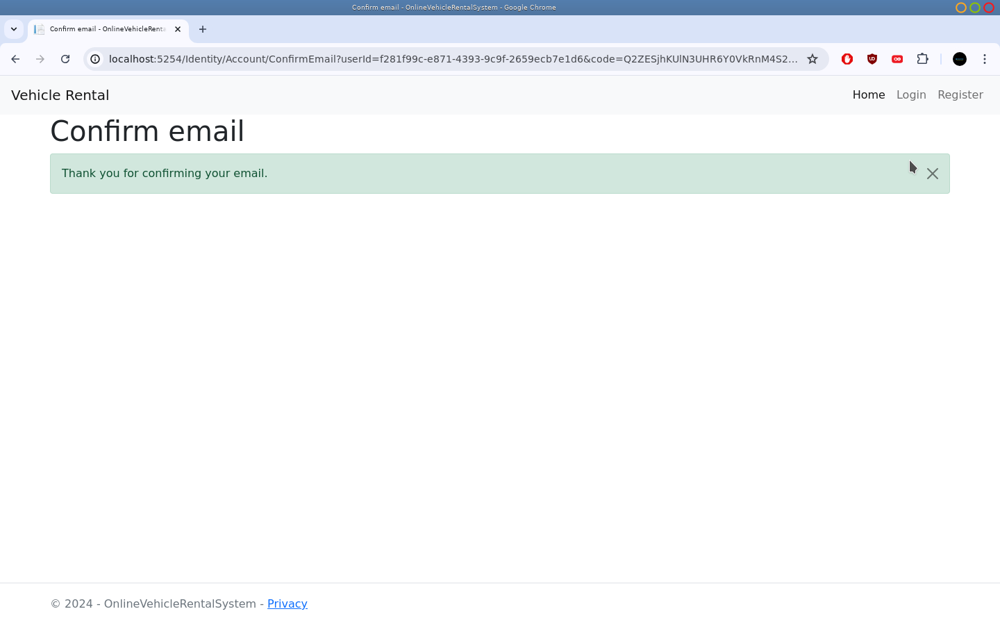 Confirm email - OnlineVehicleRentalSystem - Google Chrome
Confirm email - OnlineVehicleRenta
localhost:5254/Identity/Account/ConfirmEmail?userId=f281f99c-e871-4393-9c9f-2659ecb7e1d6&code=Q2ZESjhKUlN3UHR6Y0VkRnM4S2...
Vehicle Rental
Home Login Register
Confirm email
Thank you for confirming your email.
© 2024 - OnlineVehicleRentalSystem - Privacy